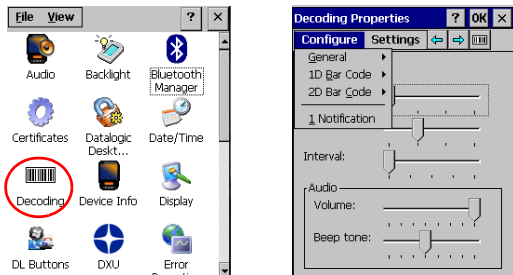 File View ? ×
Audio Backlight Bluetooth
Manager
Certificates Datalogic Date/Time
Deskt...
Decoding Device Info Display
DL Buttons DXU Error
Decoding Properties ? OK ×
Configure Settings
General
1D Bar Code
2D Bar Code
1 Notification
Interval:
Audio
Volume:
Beep tone: